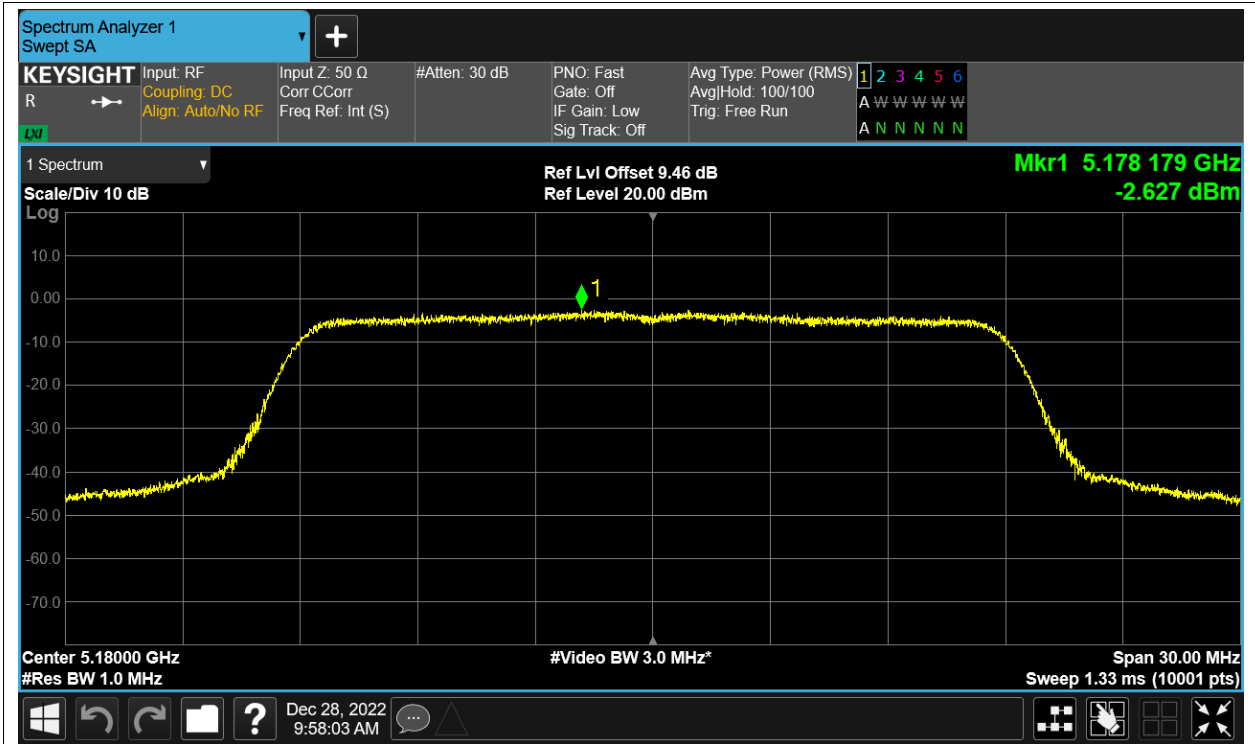 Spectrum Analyzer 1
Swept SA
KEYSIGHT
R
LXI
Input: RF
Coupling: DC
Align: Auto/No RF
Input Z: 50 Ω
Corr CCorr
Freq Ref: Int (S)
#Atten: 30 dB
PNO: Fast
Gate: Off
IF Gain: Low
Sig Track: Off
Avg Type: Power (RMS)
Avg|Hold: 100/100
Trig: Free Run
1 2 3 4 5 6
A W W W W W
A N N N N N
1 Spectrum
Scale/Div 10 dB
Log
Ref Lvl Offset 9.46 dB
Ref Level 20.00 dBm
Mkr1 5.178 179 GHz
-2.627 dBm
10.0
0.00
-10.0
-20.0
-30.0
-40.0
-50.0
-60.0
-70.0
1
Center 5.18000 GHz
#Res BW 1.0 MHz
#Video BW 3.0 MHz*
Span 30.00 MHz
Sweep 1.33 ms (10001 pts)
?
Dec 28, 2022
9:58:03 AM